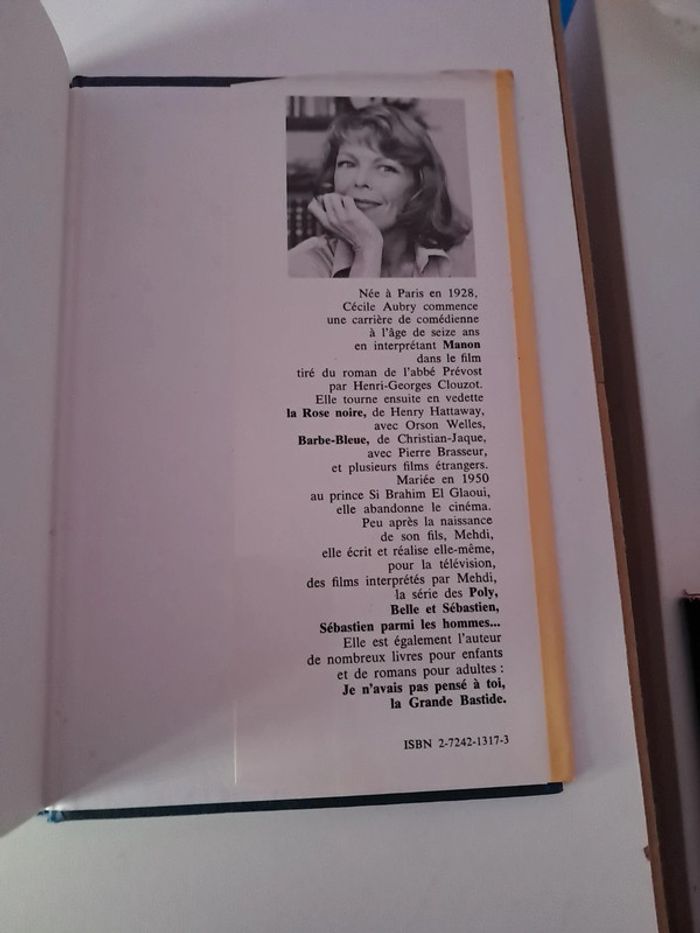 Née à Paris en 1928,
Cécile Aubry commence
une carrière de comédienne
à l'âge de seize ans
en interprétant Manon
dans le film
tiré du roman de l'abbé Prévost
par Henri-Georges Clouzot.
Elle tourne ensuite en vedette
la Rose noire, de Henry Hattaway,
avec Orson Welles,
Barbe-Bleue, de Christian-Jaque,
avec Pierre Brasseur,
et plusieurs films étrangers.
Mariée en 1950
au prince Si Brahim El Glaoui,
elle abandonne le cinéma.
Peu après la naissance
de son fils, Mehdi,
elle écrit et réalise elle-même,
pour la télévision,
des films interprétés par Mehdi,
la série des Poly,
Belle et Sébastien,
Sébastien parmi les hommes...
Elle est également l'auteur
de nombreux livres pour enfants
et de romans pour adultes :
Je n'avais pas pensé à toi,
la Grande Bastide.
ISBN 2-7242-1317-3